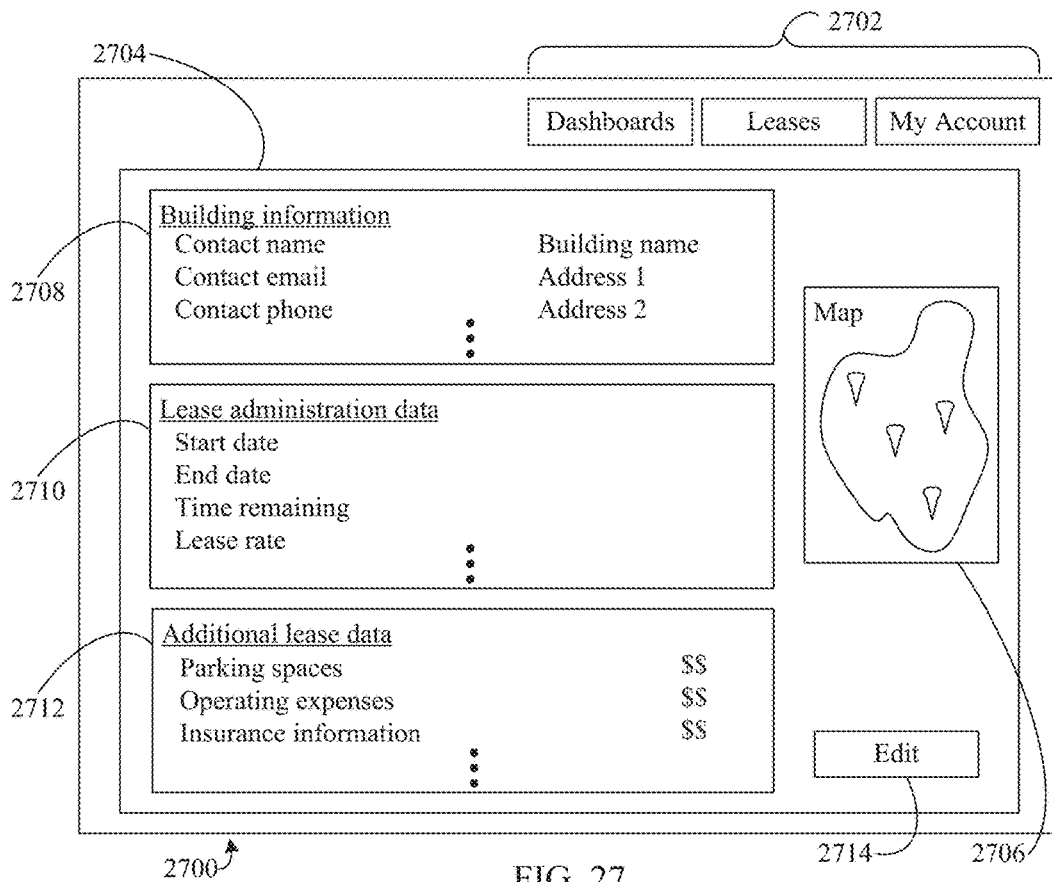 2702
2704
Dashboards Leases My Account
Building information
Contact name Building name
Contact email Address 1
Contact phone Address 2
2708
Map
Lease administration data
Start date
End date
Time remaining
Lease rate
2710
Additional lease data
Parking spaces $$
Operating expenses $$
Insurance information $$
2712
Edit
2700 2714 2706
FIG. 27